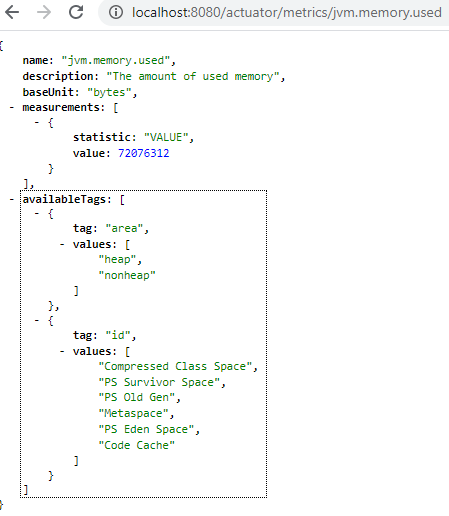 localhost:8080/actuator/metrics/jvm.memory.used
{
name: "jvm.memory.used",
description: "The amount of used memory",
baseUnit: "bytes",
- measurements: [
- {
statistic: "VALUE",
value: 72076312
}
],
- availableTags: [
- {
tag: "area",
- values: [
"heap",
"nonheap"
]
},
- {
tag: "id",
- values: [
"Compressed Class Space",
"PS Survivor Space",
"PS Old Gen",
"Metaspace",
"PS Eden Space",
"Code Cache"
]
}
]
}